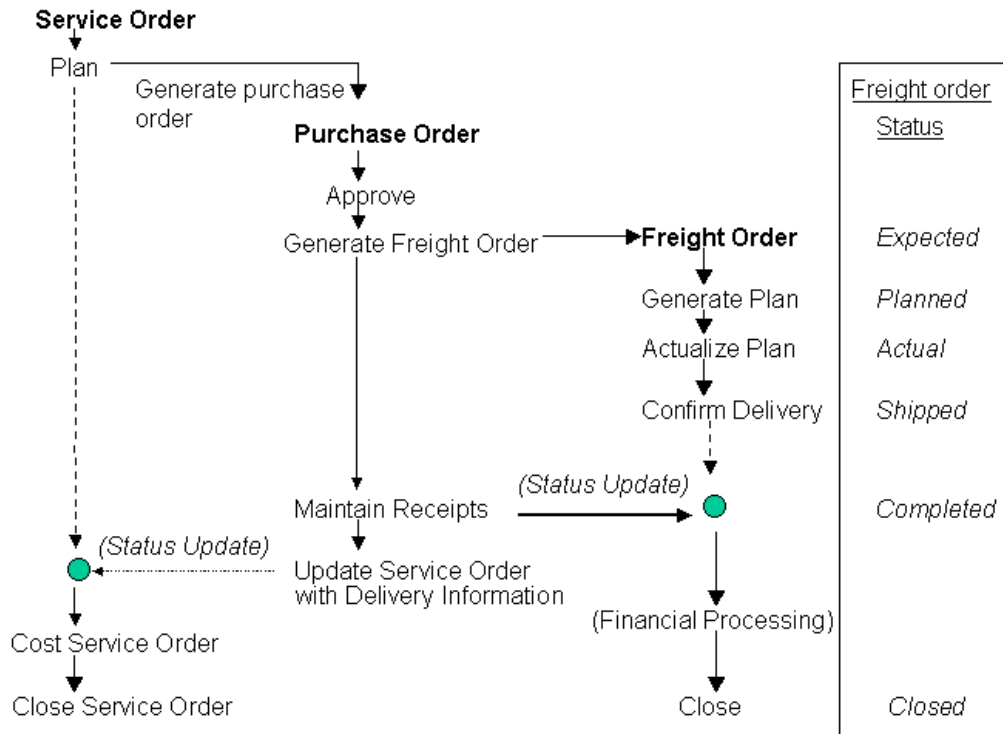 Service Order
Plan
Generate purchase
order
Purchase Order
Approve
Generate Freight Order
Freight Order
Generate Plan
Actualize Plan
Confirm Delivery
Maintain Receipts
(Status Update)
(Status Update)
Update Service Order
with Delivery Information
(Financial Processing)
Cost Service Order
Close Service Order
Close
Freight order
Status
Expected
Planned
Actual
Shipped
Completed
Closed